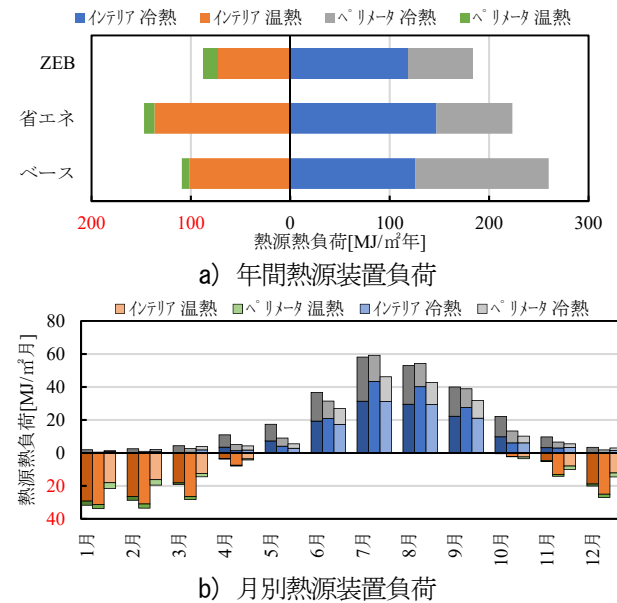 インテリア 冷熱 インテリア 温熱 ペリメータ 冷熱 ペリメータ 温熱
ZEB
省エネ
ベース
200 100 0 100 200 300
熱源熱負荷[MJ/㎡年]
a) 年間熱源装置負荷
インテリア 温熱 ペリメータ 温熱 インテリア 冷熱 ペリメータ 冷熱
熱源熱負荷[MJ/㎡月]
80
60
40
20
0
20
40
1月 2月 3月 4月 5月 6月 7月 8月 9月 10月 11月 12月
b) 月別熱源装置負荷